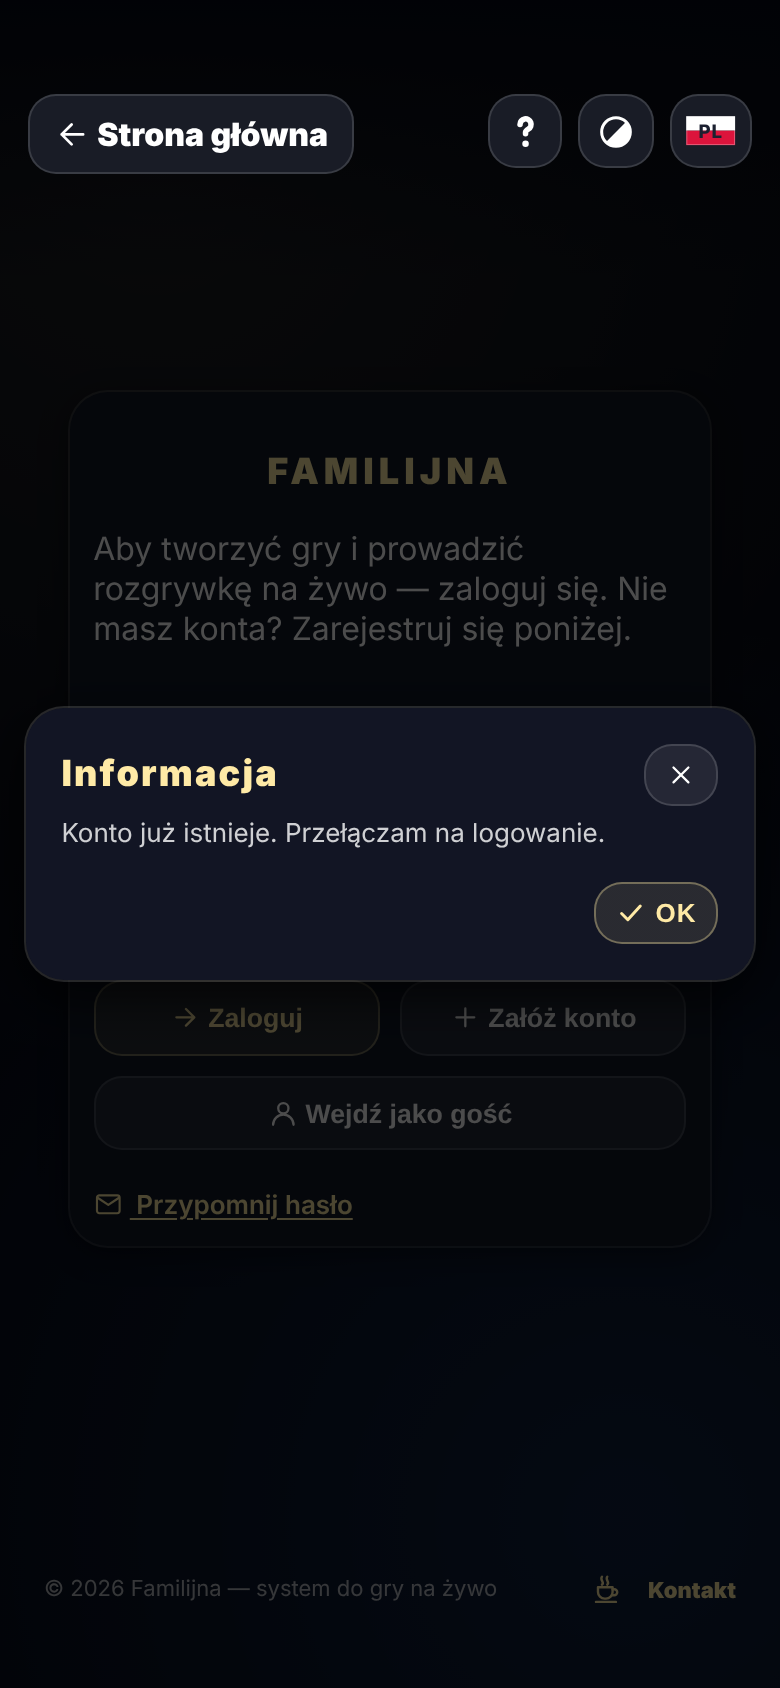 Strona główna
?
PL
FAMILIJNA
Aby tworzyć gry i prowadzić
rozgrywkę na żywo — zaloguj się. Nie
masz konta? Zarejestruj się poniżej.
Informacja
Konto już istnieje. Przełączam na logowanie.
OK
Zaloguj
Załóż konto
Wejdź jako gość
Przypomnij hasło
© 2026 Familijna — system do gry na żywo
Kontakt